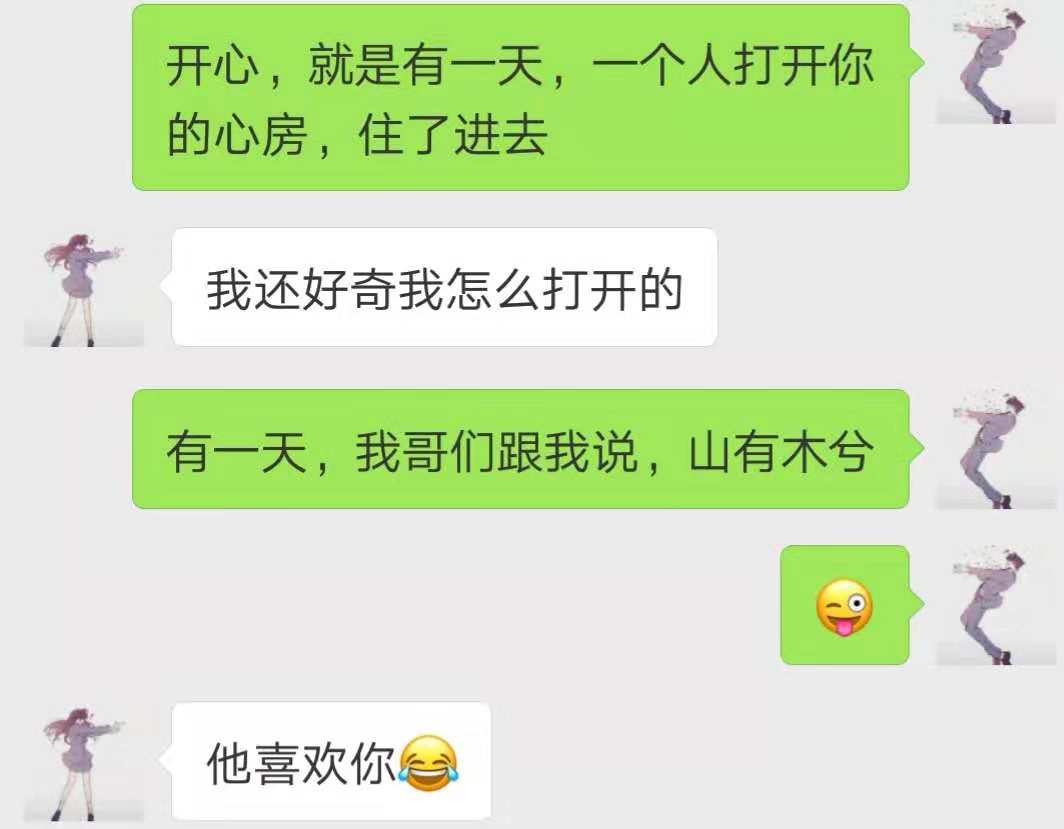 开心，就是有一天，一个人打开你
的心房，住了进去
我还好奇我怎么打开的
有一天，我哥们跟我说，山有木兮
😜
他喜欢你😂